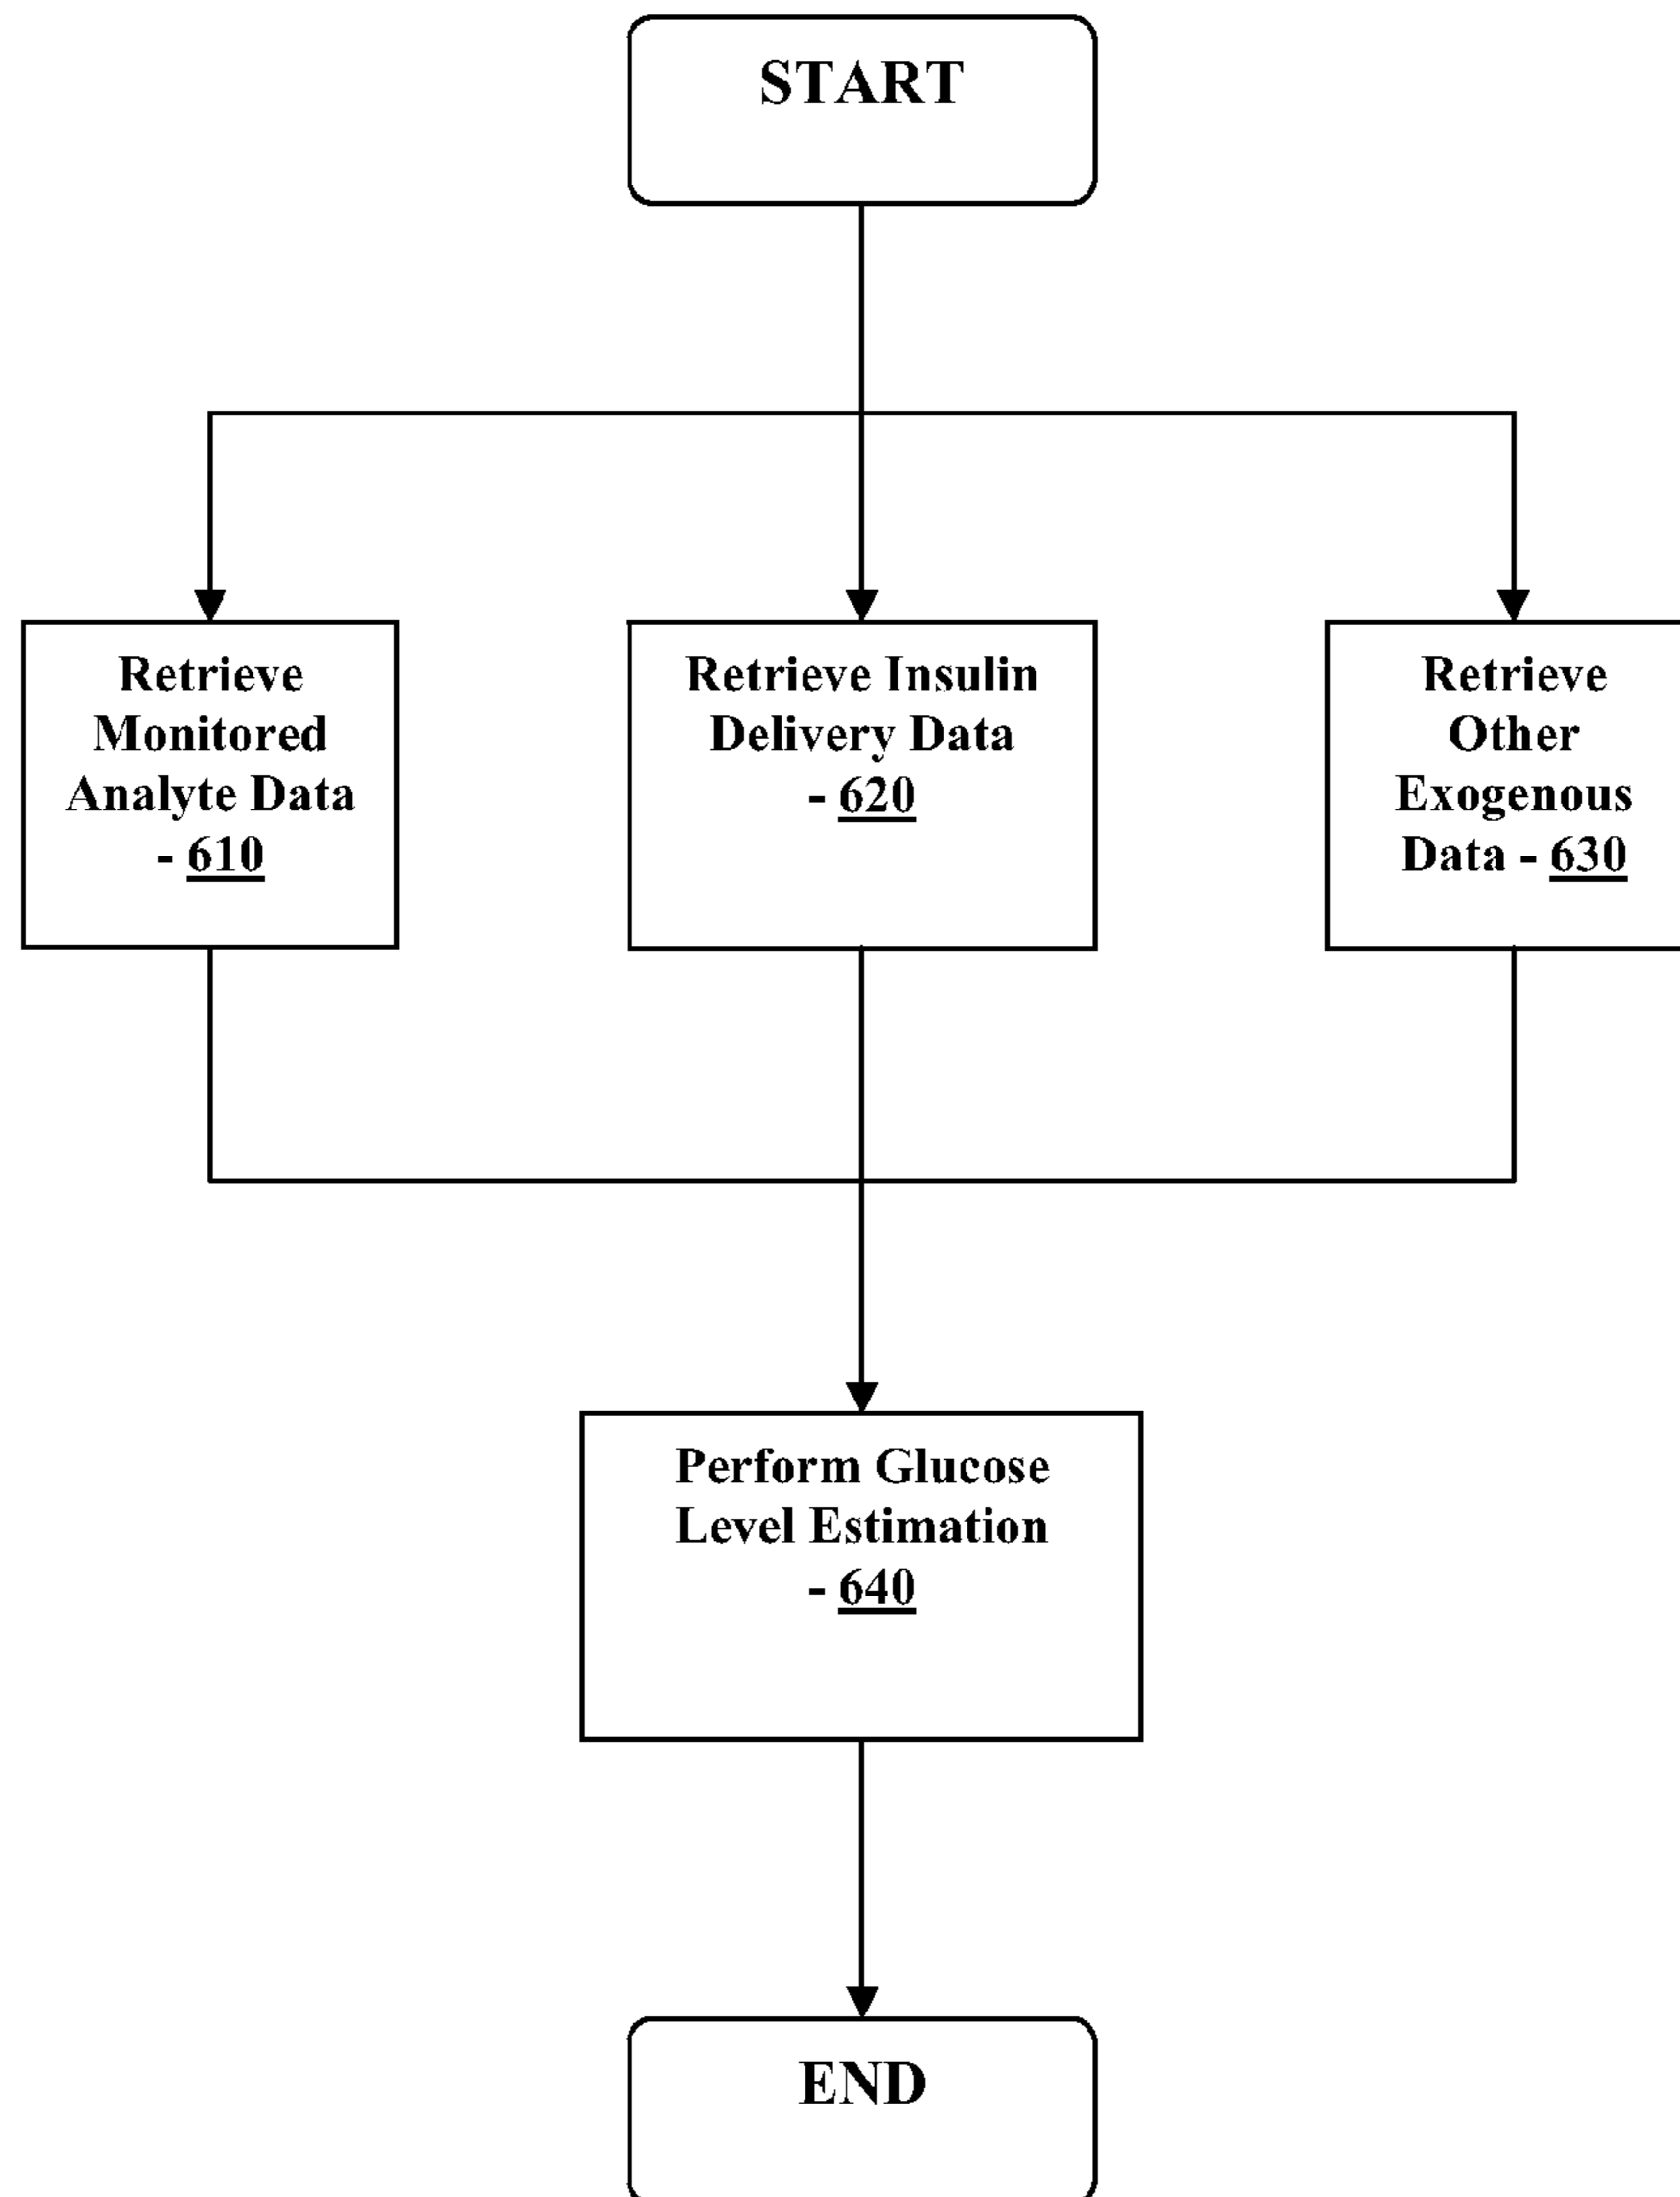 START
Retrieve
Monitored
Analyte Data
- 610
Retrieve Insulin
Delivery Data
- 620
Retrieve
Other
Exogenous
Data - 630
Perform Glucose
Level Estimation
- 640
END